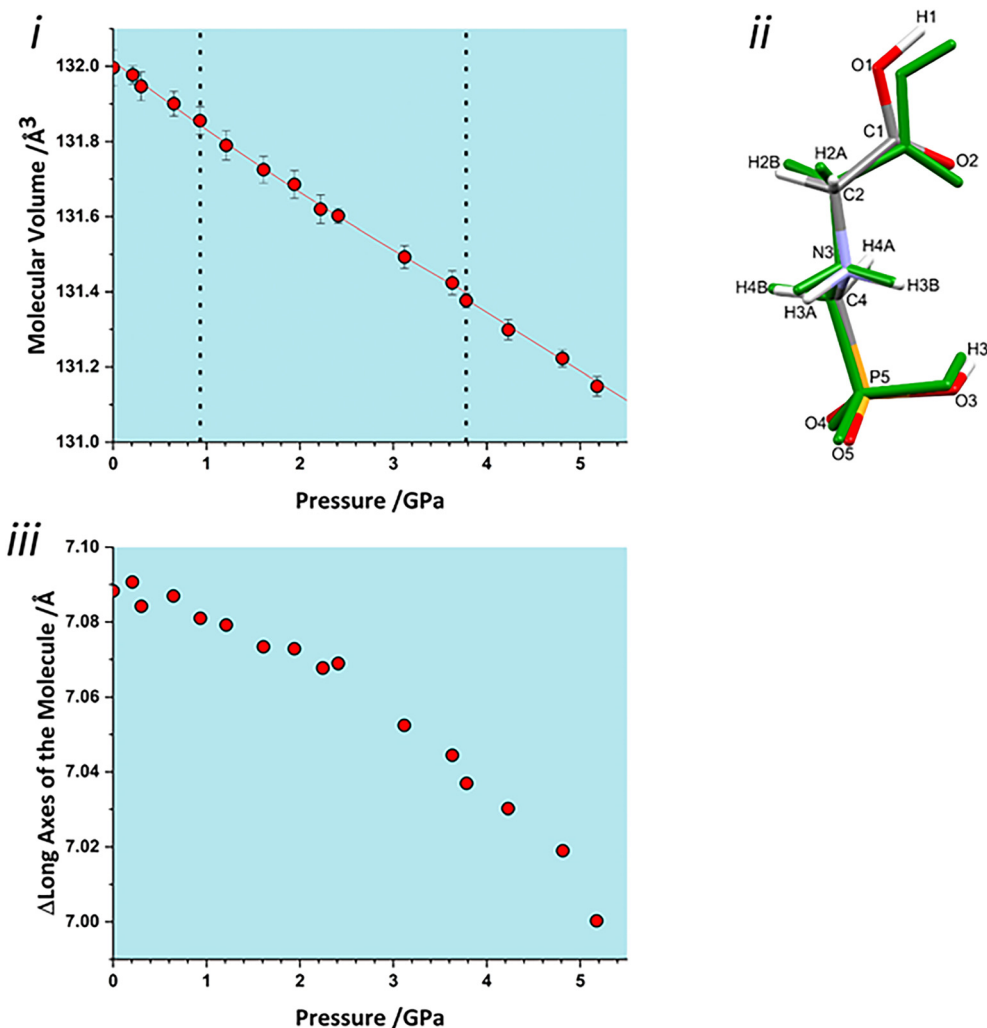 i
132.0
131.8
131.6
131.4
131.2
131.0
Molecular Volume /Å³
0 1 2 3 4 5
Pressure /GPa
ii
H1
O1
C1
H2A
H2B
O2
C2
N3
H4A
H4B
H3B
H3A
C4
H3
P5
O3
O4
O5
iii
7.10
7.08
7.06
7.04
7.02
7.00
ΔLong Axes of the Molecule /Å
0 1 2 3 4 5
Pressure /GPa